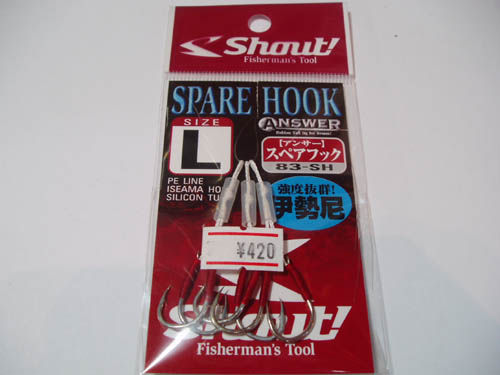 Shout!
Fisherman's Tool
SPARE HOOK
SIZE
L
ANSWER
【アンサー】
スペアフック
83-SH
PE LINE
ISEAMA HO
SILICON TU
強度抜群!
伊勢尼
¥420
Shout!
Fisherman's Tool